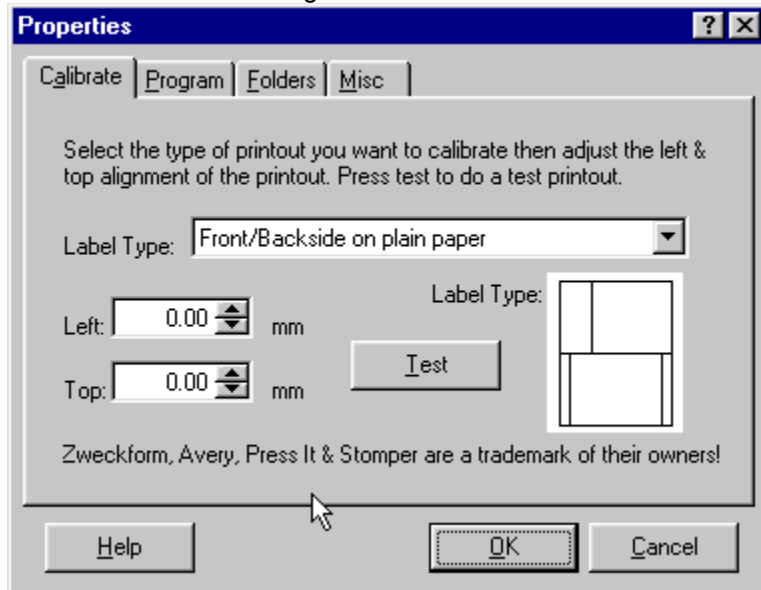 Properties
Calibrate Program Folders Misc
Select the type of printout you want to calibrate then adjust the left &
top alignment of the printout. Press test to do a test printout.
Label Type: Front/Backside on plain paper
Label Type:
Left: 0.00 mm
Test
Top: 0.00 mm
Zweckform, Avery, Press It & Stomper are a trademark of their owners!
Help OK Cancel